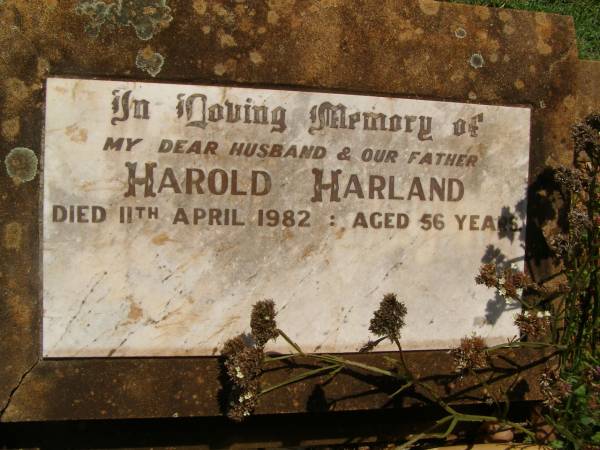 In Loving Memory of
MY DEAR HUSBAND & OUR FATHER
HAROLD HARLAND
DIED 11TH APRIL 1982 : AGED 56 YEARS